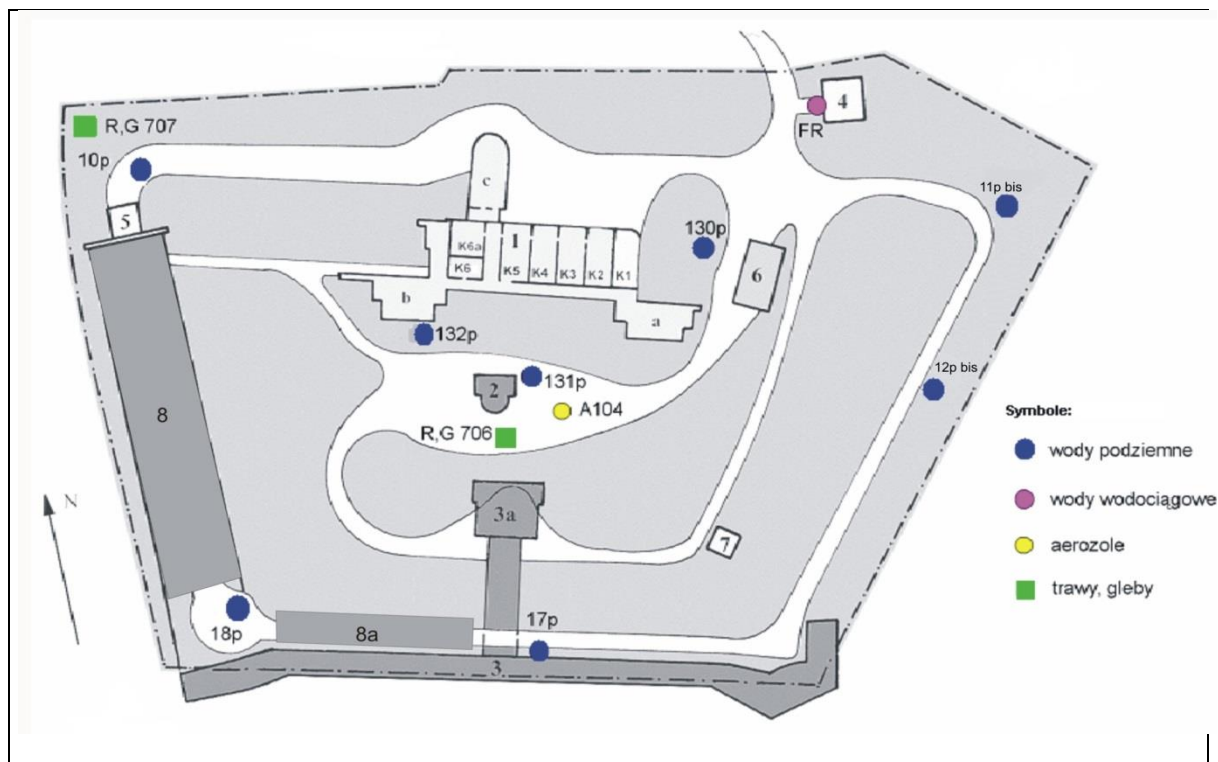 4
FR
R,G 707
10p
5
c
11p bis
130p
1
K6a
K6
K5
K4
K3
K2
K1
6
b
a
132p
131p
2
A104
R,G 706
12p bis
8
Symbole:
wody podziemne
wody wodociągowe
aerozole
trawy, gleby
N
3a
7
18p
8a
17p
3